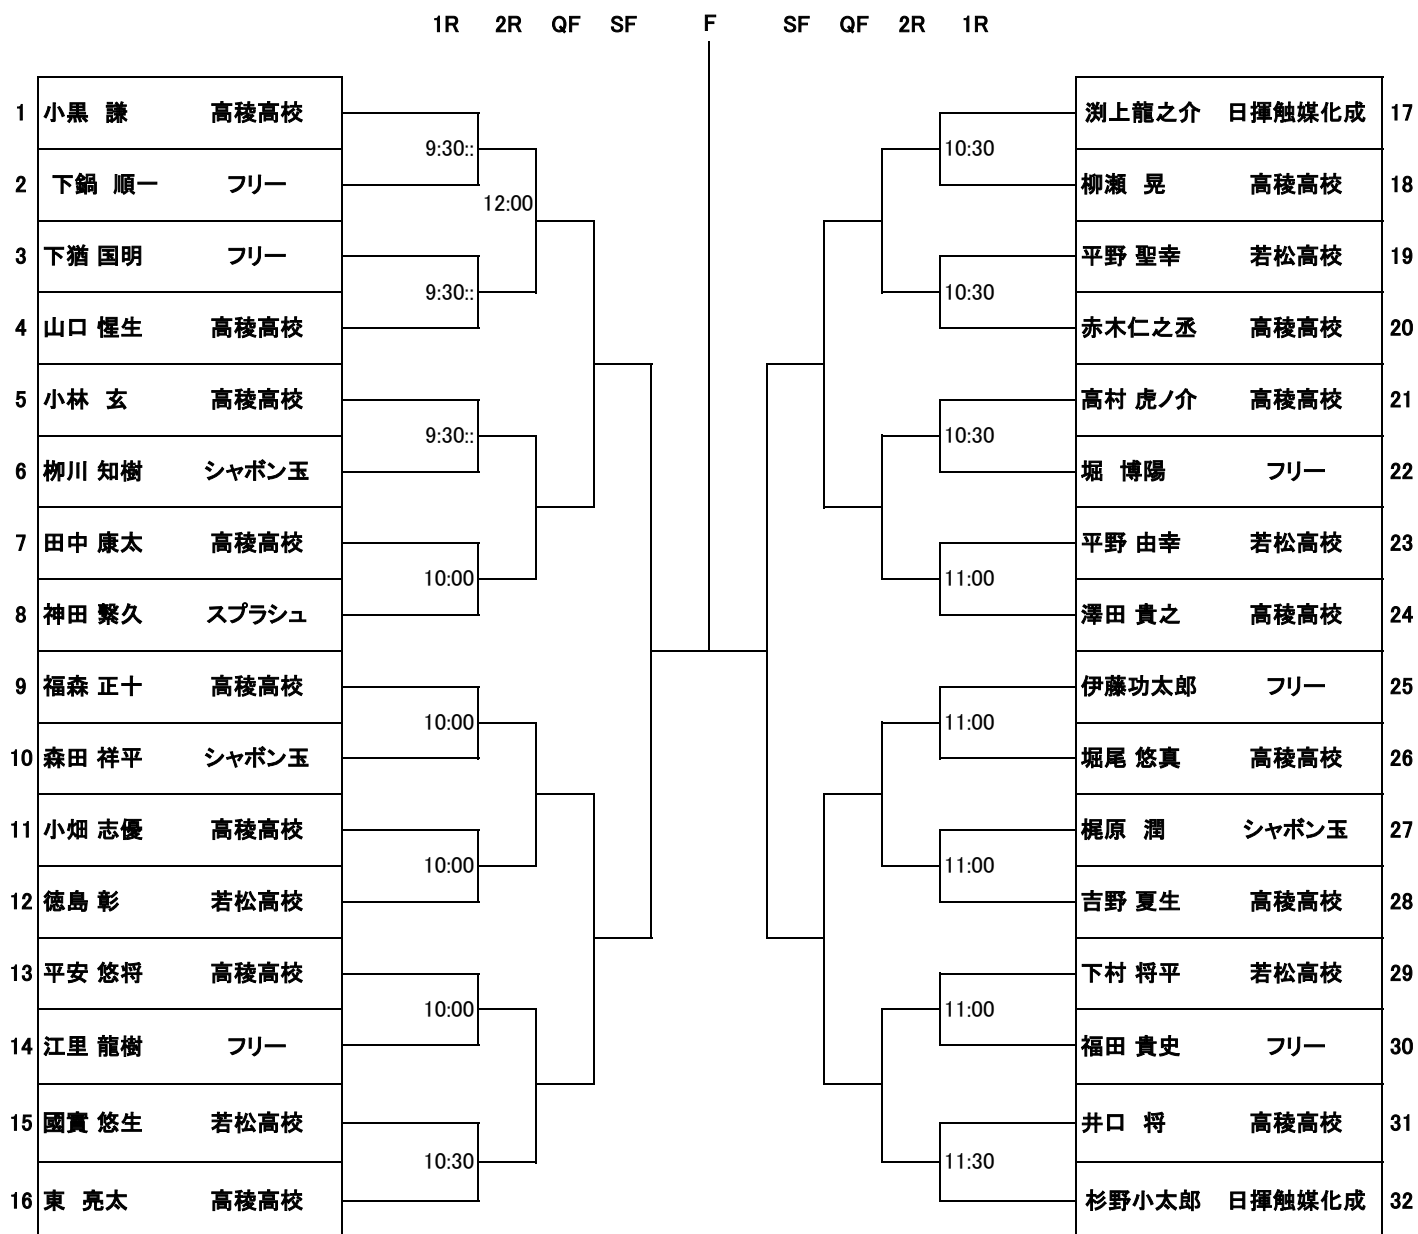 1R 2R QF SF F SF QF 2R 1R
1 小黒 謙 高稜高校 渕上龍之介 日揮触媒化成 17
9:30:: 10:30
2 下鍋 順一 フリー 柳瀬 晃 高稜高校 18
12:00
3 下猶 国明 フリー 平野 聖幸 若松高校 19
9:30:: 10:30
4 山口 惺生 高稜高校 赤木仁之丞 高稜高校 20
5 小林 玄 高稜高校 高村 虎ノ介 高稜高校 21
9:30:: 10:30
6 栁川 知樹 シャボン玉 堀 博陽 フリー 22
7 田中 康太 高稜高校 平野 由幸 若松高校 23
10:00 11:00
8 神田 繋久 スプラシュ 澤田 貴之 高稜高校 24
9 福森 正十 高稜高校 伊藤功太郎 フリー 25
10:00 11:00
10 森田 祥平 シャボン玉 堀尾 悠真 高稜高校 26
11 小畑 志優 高稜高校 梶原 潤 シャボン玉 27
10:00 11:00
12 徳島 彰 若松高校 吉野 夏生 高稜高校 28
13 平安 悠将 高稜高校 下村 将平 若松高校 29
10:00 11:00
14 江里 龍樹 フリー 福田 貴史 フリー 30
15 國實 悠生 若松高校 井口 将 高稜高校 31
10:30 11:30
16 東 亮太 高稜高校 杉野小太郎 日揮触媒化成 32